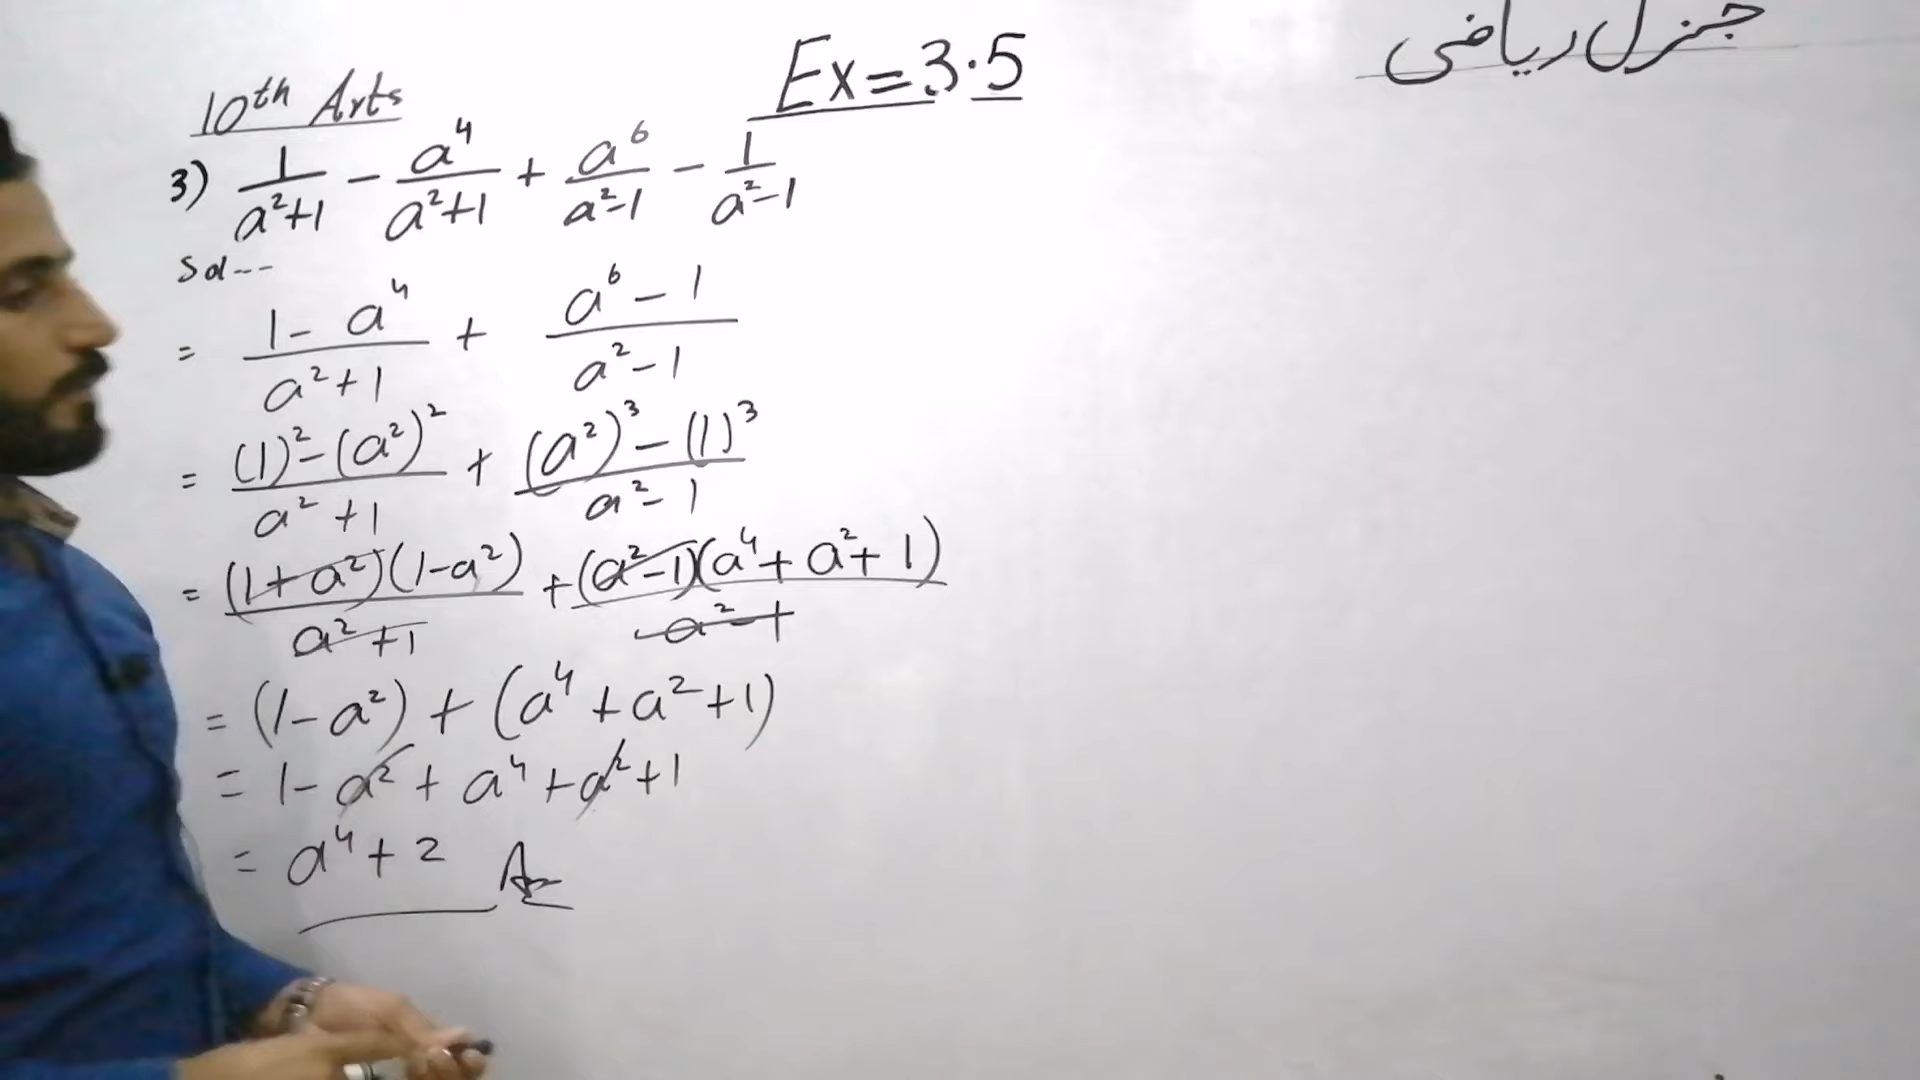 جنرل ریاضی
Ex = 3.5
10th Arts
3) 1/(a²+1) - a⁴/(a²+1) + a⁶/(a²-1) - 1/(a²-1)
Sol--
= (1 - a⁴)/(a²+1) + (a⁶ - 1)/(a² - 1)
= ((1)² - (a²)²)/(a² + 1) + ((a²)³ - (1)³)/(a² - 1)
= (1 + a²)(1 - a²)/(a² + 1) + (a² - 1)(a⁴ + a² + 1)/(a² - 1)
= (1 - a²) + (a⁴ + a² + 1)
= 1 - a² + a⁴ + a² + 1
= a⁴ + 2